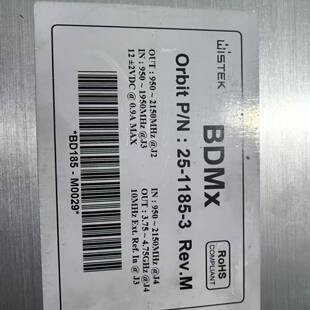 WISTEK
BDMx
RoHS
COMPLIANT
Orbit P/N : 25-1185-3 Rev.M
OUT : 950 ~ 2150MHz @J2
IN : 950 ~ 1950MHz @J3
12 ±2VDC @ 0.9A MAX
IN : 950 ~ 2150MHz @J4
OUT : 3.75 ~ 4.75GHz @J4
10MHz Ext. Ref. In @ J3
*BD185 - M0029*